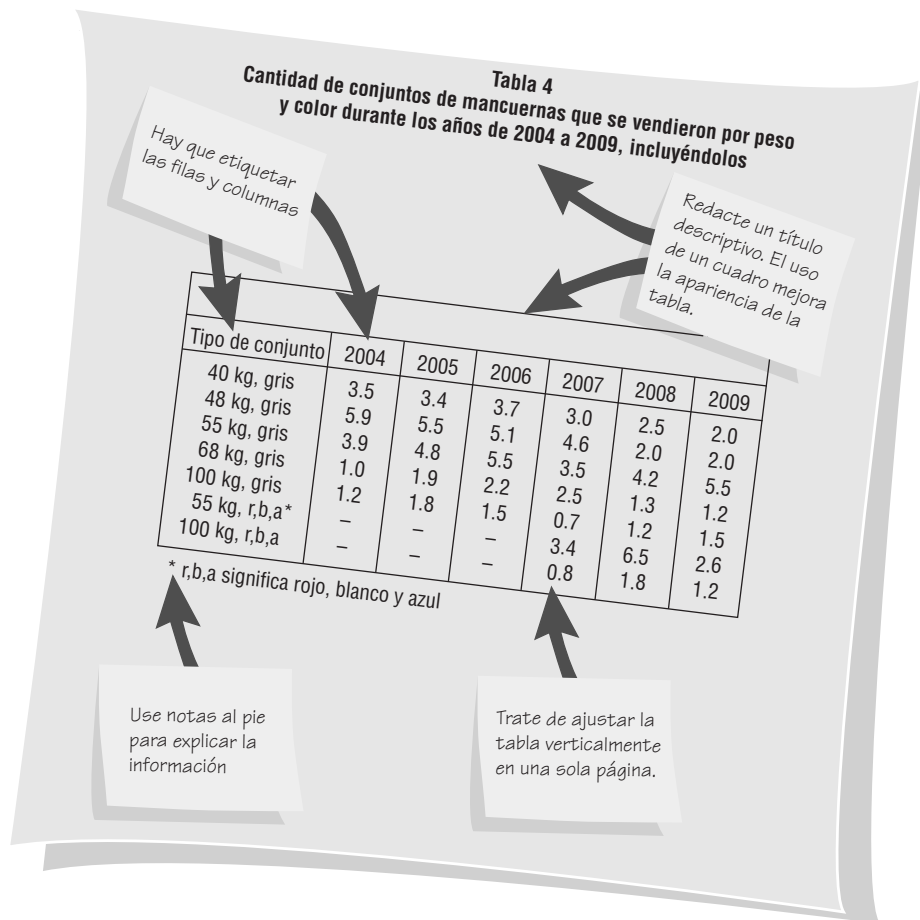 Tabla 4
Cantidad de conjuntos de mancuernas que se vendieron por peso
y color durante los años de 2004 a 2009, incluyéndolos
Hay que etiquetar
las filas y columnas
Redacte un título
descriptivo. El uso
de un cuadro mejora
la apariencia de la
tabla.
Tipo de conjunto 2004 2005 2006 2007 2008 2009
40 kg, gris 3.5 3.4 3.7 3.0 2.5 2.0
48 kg, gris 5.9 5.5 5.1 4.6 2.0 2.0
55 kg, gris 3.9 4.8 5.5 3.5 4.2 5.5
68 kg, gris 1.0 1.9 2.2 2.5 1.3 1.2
100 kg, gris 1.2 1.8 1.5 0.7 1.2 1.5
55 kg, r,b,a* – – – 3.4 6.5 2.6
100 kg, r,b,a – – – 0.8 1.8 1.2
* r,b,a significa rojo, blanco y azul
Use notas al pie
para explicar la
información
Trate de ajustar la
tabla verticalmente
en una sola página.